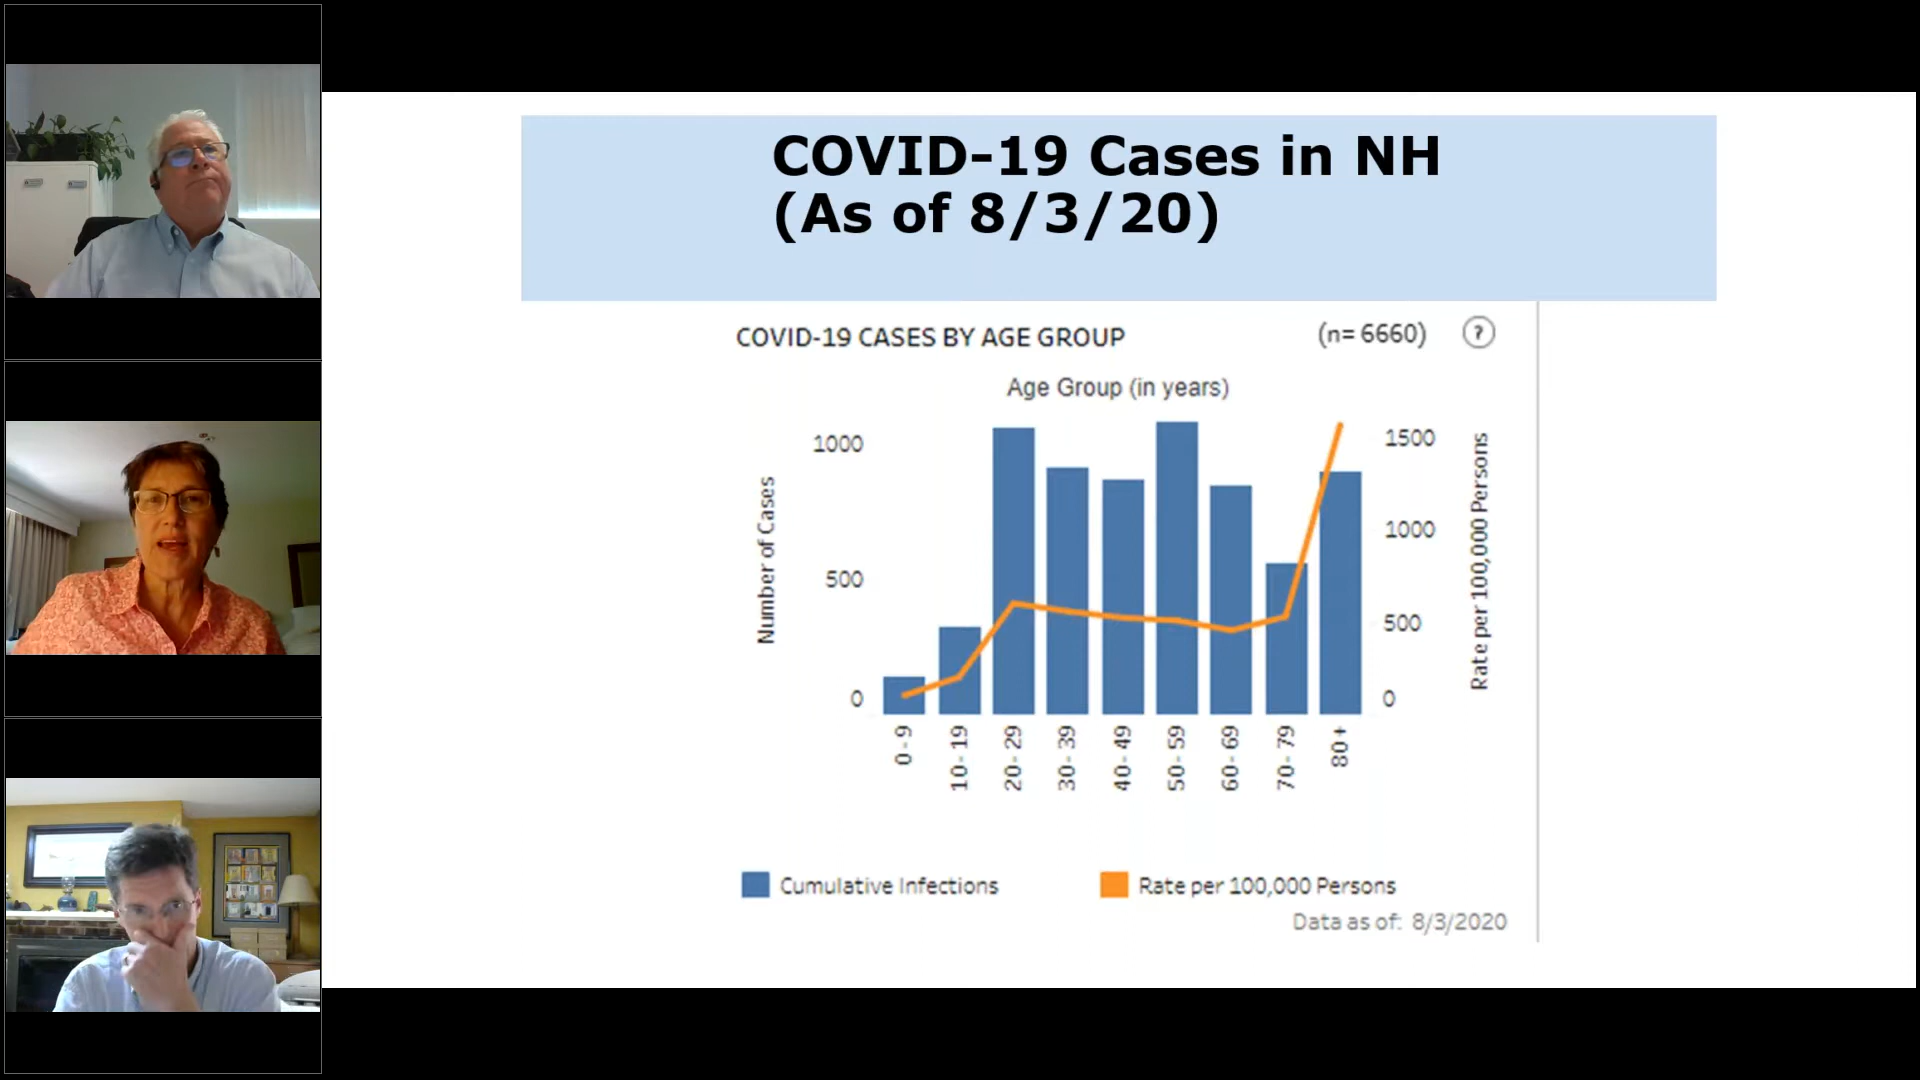 COVID-19 Cases in NH
(As of 8/3/20)
COVID-19 CASES BY AGE GROUP
(n= 6660)
?
Age Group (in years)
1000
500
0
Number of Cases
1500
1000
500
0
Rate per 100,000 Persons
0 - 9
10- 19
20- 29
30- 39
40- 49
50- 59
60- 69
70- 79
80+
Cumulative Infections
Rate per 100,000 Persons
Data as of: 8/3/2020